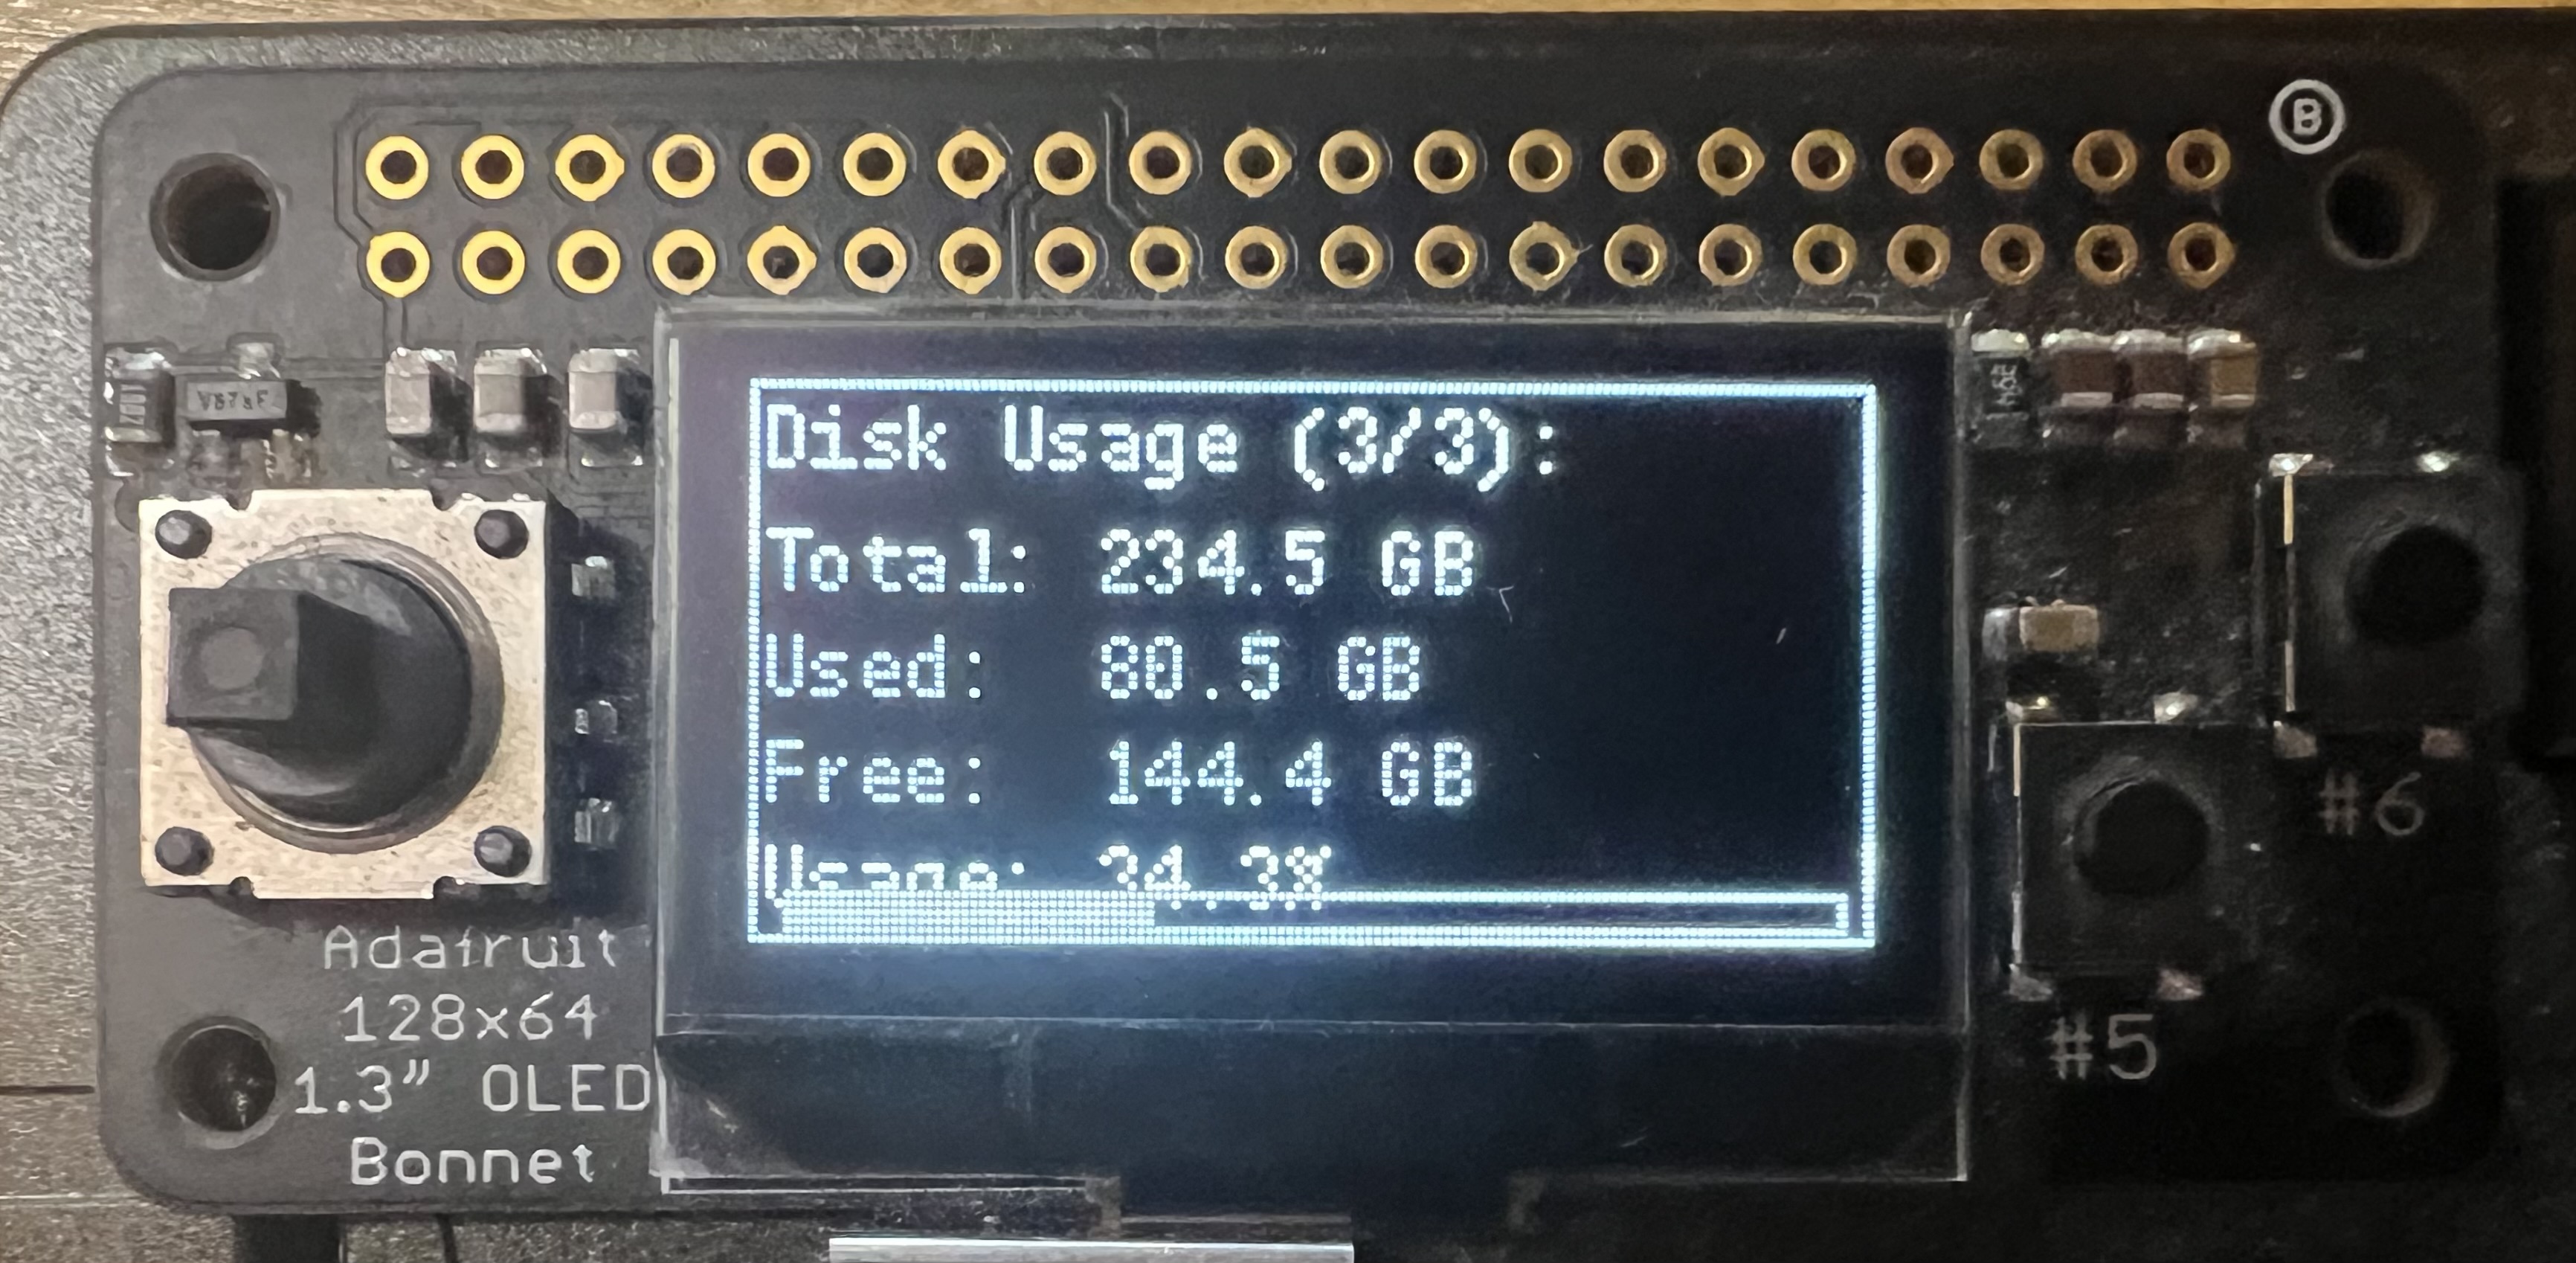 B
Disk Usage (3/3):
Total: 234.5 GB
Used: 80.5 GB
Free: 144.4 GB
Usage: 34.3%
Adafruit
128x64
1.3" OLED
Bonnet
#6
#5